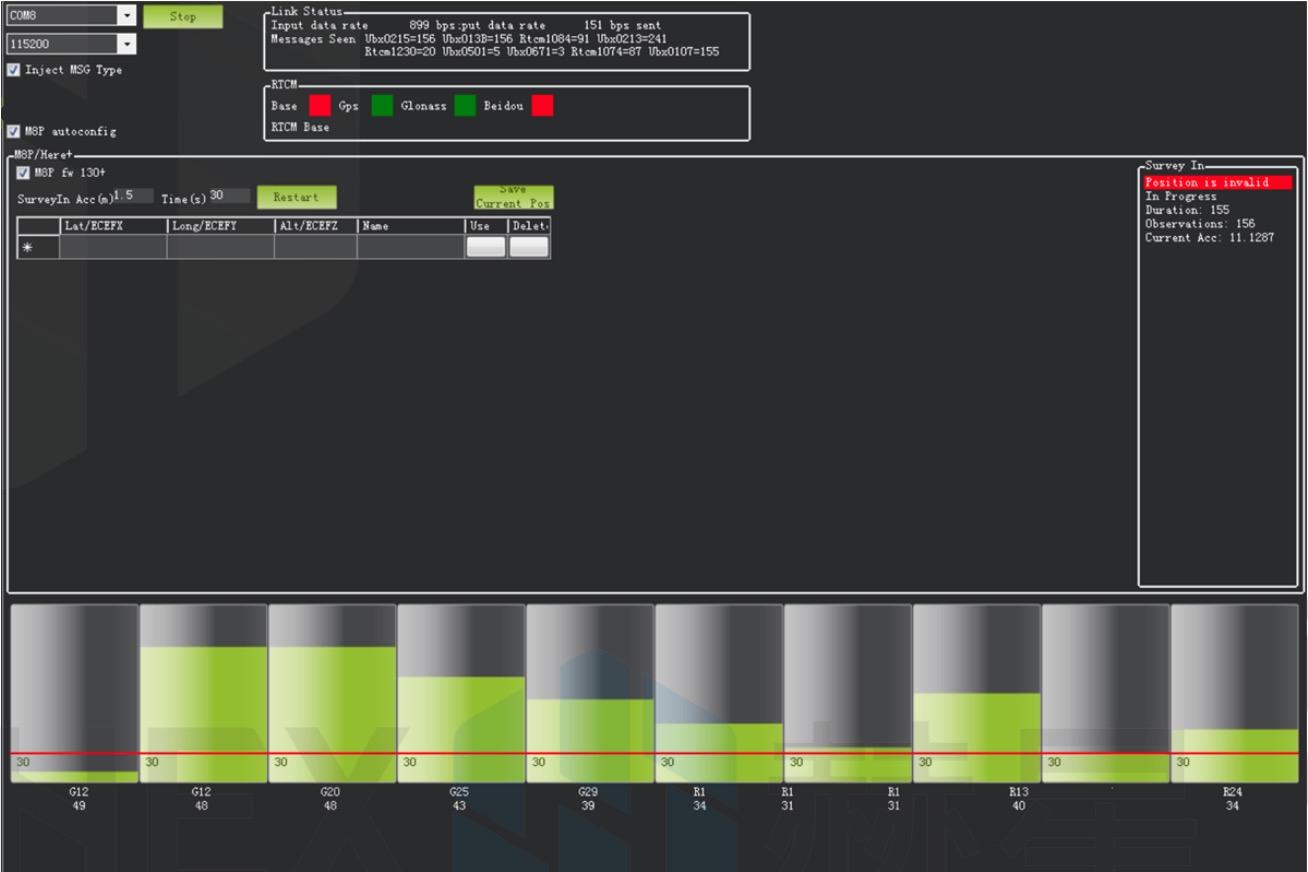 COM8
Stop
115200
Inject MSG Type
M8P autoconfig
Link Status
Input data rate 899 bps:put data rate 151 bps sent
Messages Seen Ubx0215=156 Ubx013B=156 Rtcm1084=91 Ubx0213=241
Rtcm1230=20 Ubx0501=5 Ubx0671=3 Rtcm1074=87 Ubx0107=155
RTCM
Base Gps Glonass Beidou
RTCM Base
M8P/Here+
M8P fw 130+
SurveyIn Acc(m) 1.5 Time(s) 30 Restart
Save
Current Pos
Lat/ECEFX Long/ECEFY Alt/ECEFZ Name Use Delet
Survey In
Position is invalid
In Progress
Duration: 155
Observations: 156
Current Acc: 11.1287
30 30 30 30 30 30 30 30 30 30
G12 G12 G20 G25 G29 R1 R1 R1 R13 R24
49 48 48 43 39 34 31 31 40 34
HEX 赫星